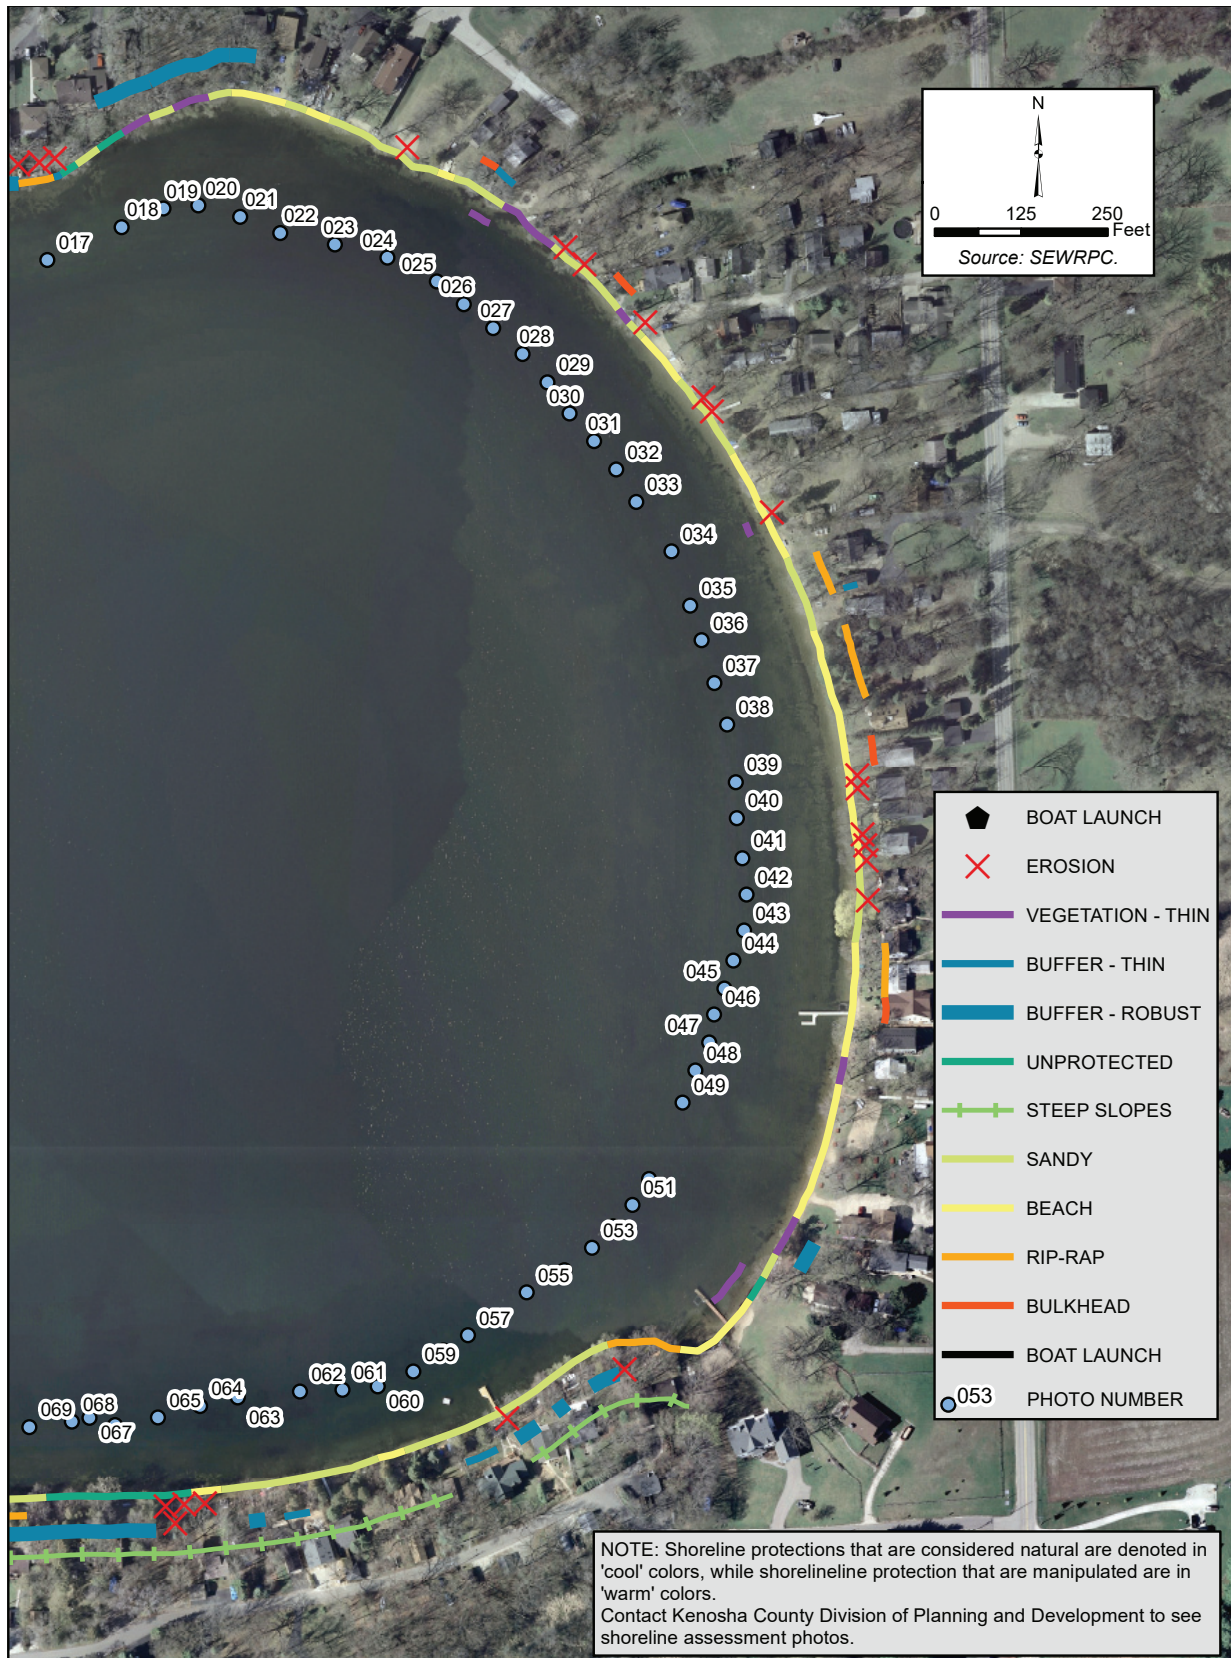 N
0 125 250
Feet
Source: SEWRPC.
017
018
019
020
021
022
023
024
025
026
027
028
029
030
031
032
033
034
035
036
037
038
039
040
041
042
043
044
045
046
047
048
049
051
053
055
057
059
060
061
062
063
064
065
067
068
069
BOAT LAUNCH
EROSION
VEGETATION - THIN
BUFFER - THIN
BUFFER - ROBUST
UNPROTECTED
STEEP SLOPES
SANDY
BEACH
RIP-RAP
BULKHEAD
BOAT LAUNCH
053 PHOTO NUMBER
NOTE: Shoreline protections that are considered natural are denoted in
'cool' colors, while shorelineline protection that are manipulated are in
'warm' colors.
Contact Kenosha County Division of Planning and Development to see
shoreline assessment photos.